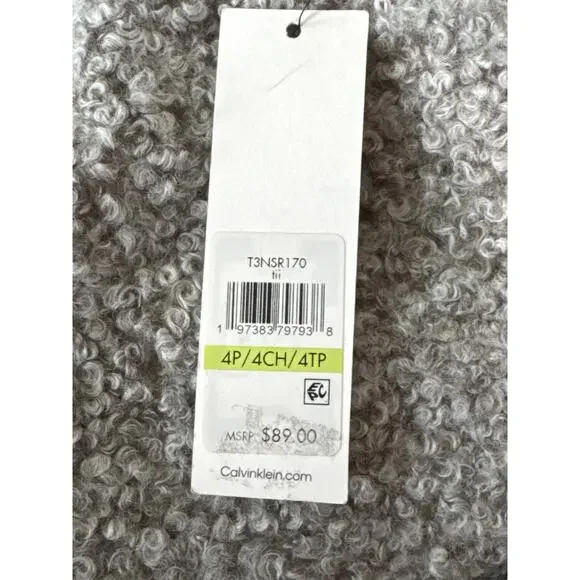 T3NSR170
tii
1 97383 79793 8
4P/4CH/4TP
MSRP $89.00
Calvinklein.com